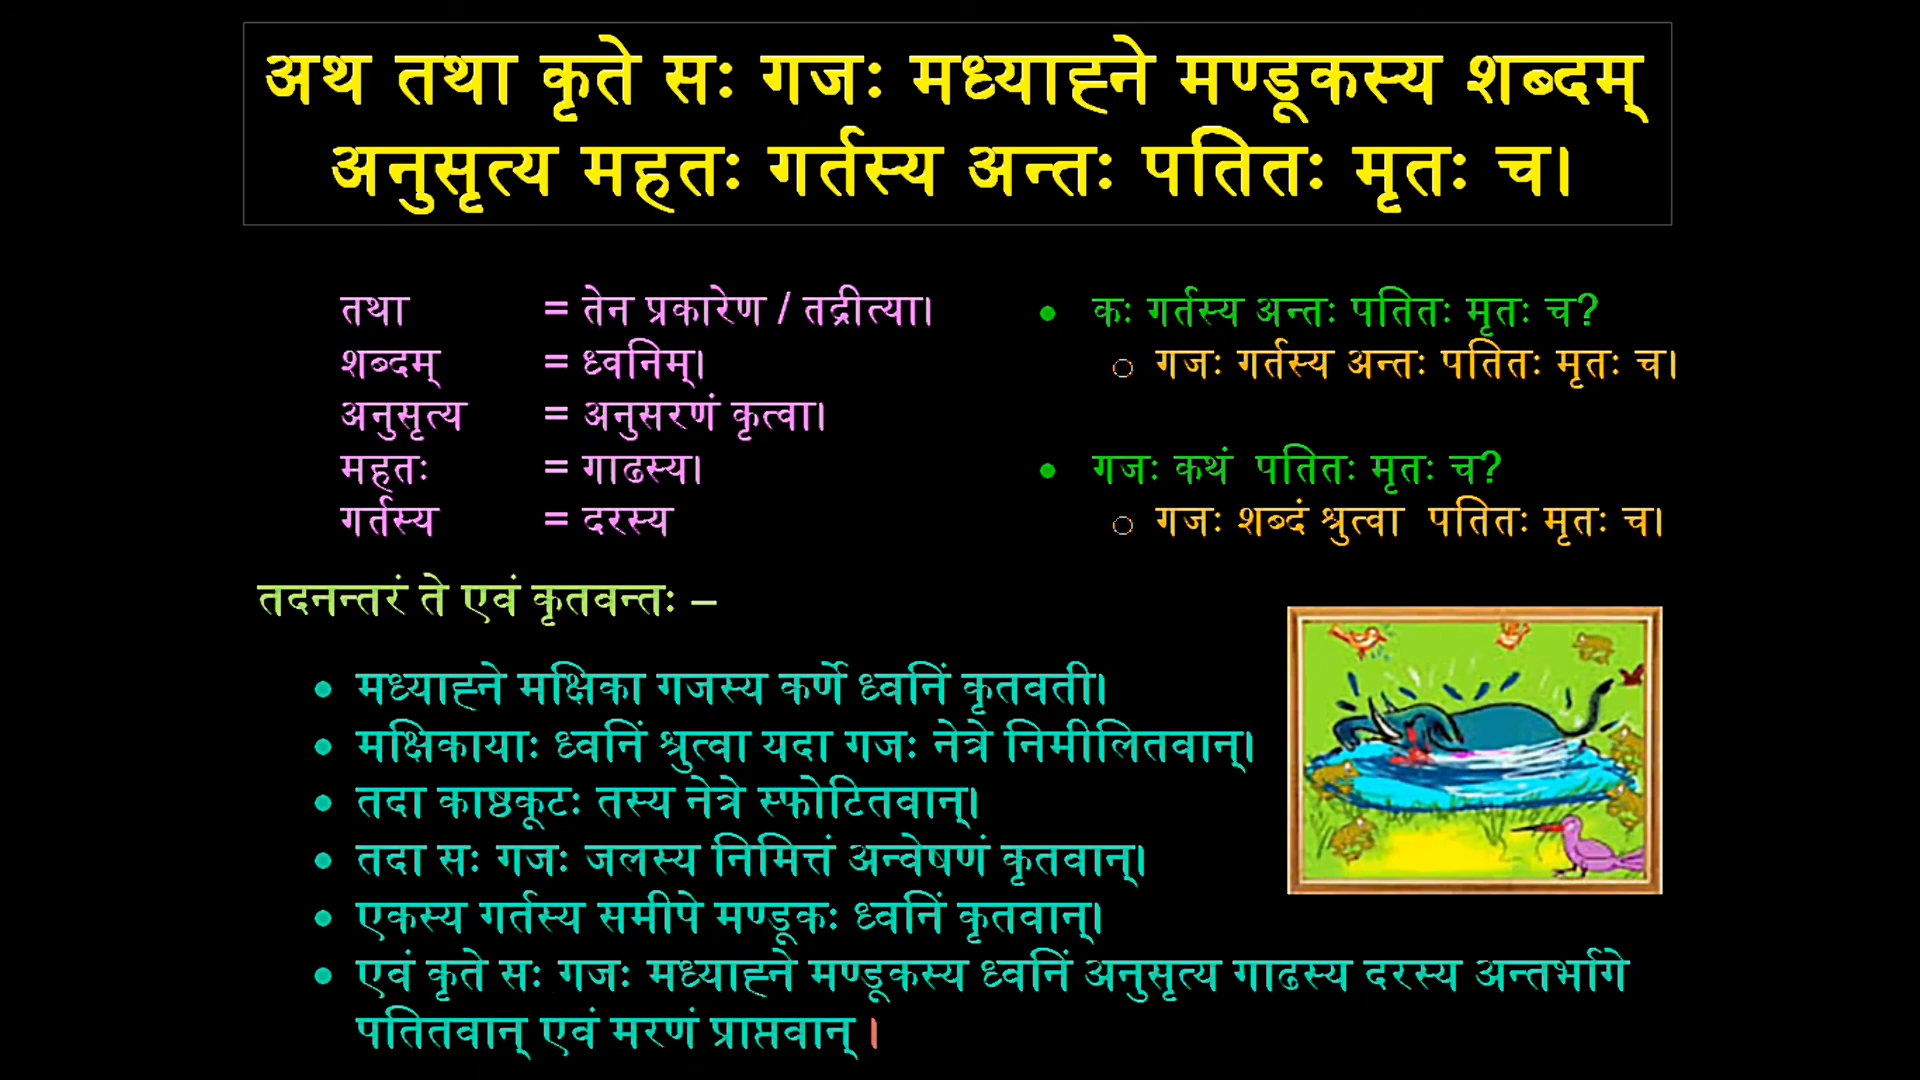 अथ तथा कृते सः गजः मध्याह्ने मण्डूकस्य शब्दम्
अनुसृत्य महतः गर्तस्य अन्तः पतितः मृतः च।
तथा = तेन प्रकारेण / तद्रीत्या।
शब्दम् = ध्वनिम्।
अनुसृत्य = अनुसरणं कृत्वा।
महतः = गाढस्य।
गर्तस्य = दरस्य
• कः गर्तस्य अन्तः पतितः मृतः च?
○ गजः गर्तस्य अन्तः पतितः मृतः च।
• गजः कथं पतितः मृतः च?
○ गजः शब्दं श्रुत्वा पतितः मृतः च।
तदनन्तरं ते एवं कृतवन्तः –
• मध्याह्ने मक्षिका गजस्य कर्णे ध्वनिं कृतवती।
• मक्षिकायाः ध्वनिं श्रुत्वा यदा गजः नेत्रे निमीलितवान्।
• तदा काष्ठकूटः तस्य नेत्रे स्फोटितवान्।
• तदा सः गजः जलस्य निमित्तं अन्वेषणं कृतवान्।
• एकस्य गर्तस्य समीपे मण्डूकः ध्वनिं कृतवान्।
• एवं कृते सः गजः मध्याह्ने मण्डूकस्य ध्वनिं अनुसृत्य गाढस्य दरस्य अन्तर्भागे
पतितवान् एवं मरणं प्राप्तवान् ।